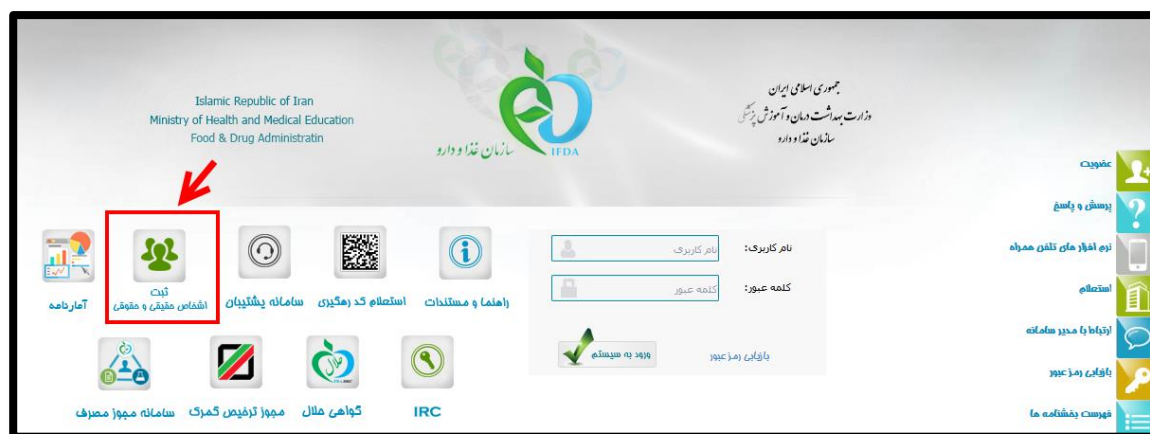 جمهوری اسلامی ایران
وزارت بهداشت درمان و آموزش پزشکی
سازمان غذا و دارو
Islamic Republic of Iran
Ministry of Health and Medical Education
Food & Drug Administratin
سازمان غذا و دارو
IFDA
عضویت
پرسش و پاسخ
نرم افزار های تلفن همراه
استعلام
ارتباط با مدیر سامانه
بازیابی رمز عبور
فهرست بخشنامه ها
نام کاربری:
نام کاربری
کلمه عبور:
کلمه عبور
بازیابی رمز عبور
ورود به سیستم
راهنما و مستندات
استعلام کد رهگیری
سامانه پشتیبان
ثبت
اشخاص حقیقی و حقوقی
آمارنامه
IRC
گواهی حلال
مجوز ترخیص گمرک
سامانه مجوز مصرف